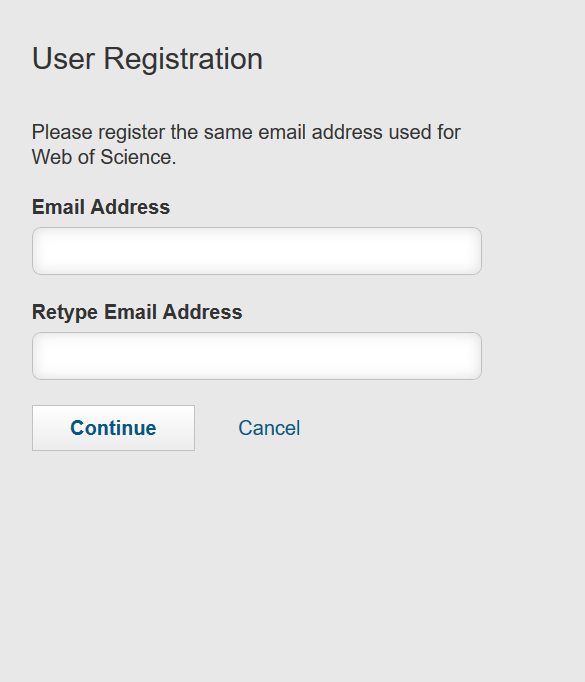 User Registration
Please register the same email address used for
Web of Science.
Email Address
Retype Email Address
Continue Cancel